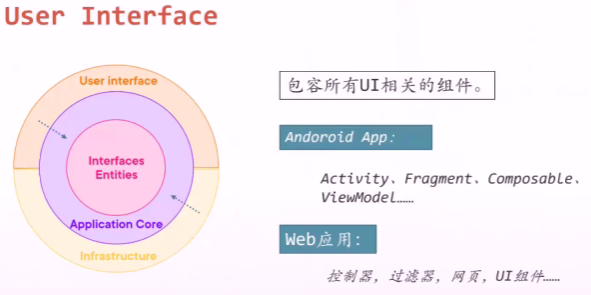 User Interface
User interface
Interfaces
Entities
Application Core
Infrastructure
包容所有UI相关的组件。
Andoroid App:
Activity、Fragment、Composable、
ViewModel……
Web应用:
控制器，过滤器，网页，UI组件……